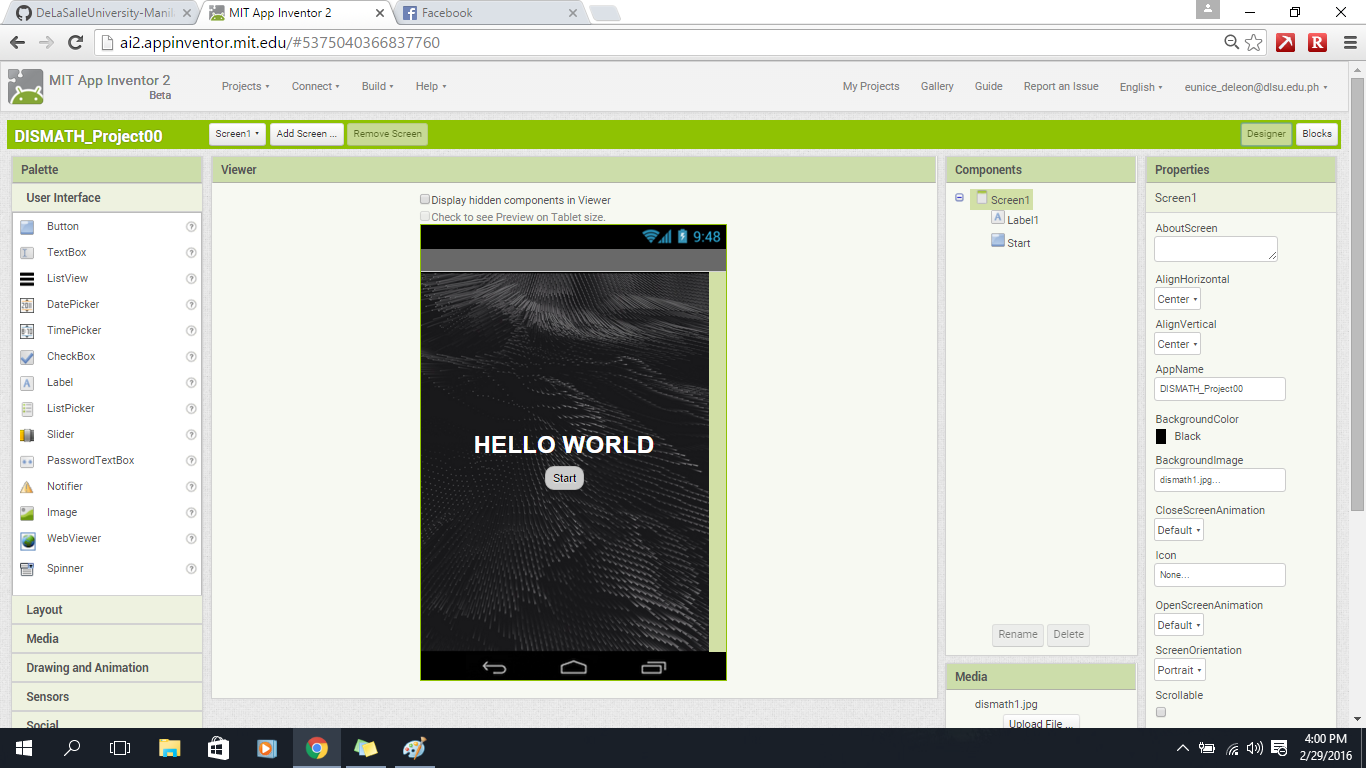 DeLaSalleUniversity-Manil
MIT App Inventor 2
Facebook
ai2.appinventor.mit.edu/#5375040366837760
MIT App Inventor 2
Beta
Projects
Connect
Build
Help
My Projects
Gallery
Guide
Report an Issue
English
eunice_deleon@dlsu.edu.ph
DISMATH_Project00
Screen1
Add Screen ...
Remove Screen
Designer
Blocks
Palette
User Interface
Button
TextBox
ListView
DatePicker
TimePicker
CheckBox
Label
ListPicker
Slider
PasswordTextBox
Notifier
Image
WebViewer
Spinner
Layout
Media
Drawing and Animation
Sensors
Social
Viewer
Display hidden components in Viewer
Check to see Preview on Tablet size.
9:48
HELLO WORLD
Start
Components
Screen1
Label1
Start
Rename
Delete
Media
dismath1.jpg
Upload File ...
Properties
Screen1
AboutScreen
AlignHorizontal
Center
AlignVertical
Center
AppName
DISMATH_Project00
BackgroundColor
Black
BackgroundImage
dismath1.jpg...
CloseScreenAnimation
Default
Icon
None...
OpenScreenAnimation
Default
ScreenOrientation
Portrait
Scrollable
4:00 PM
2/29/2016